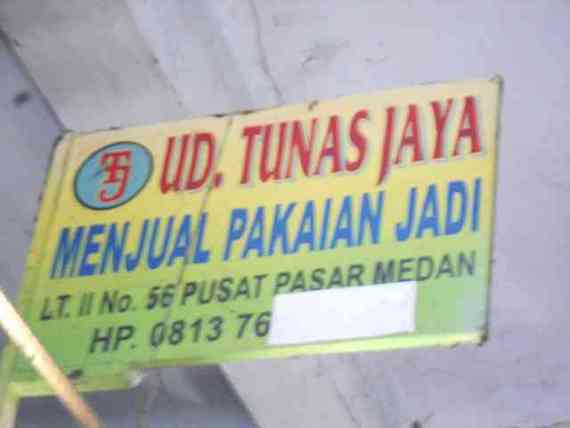 TJ UD. TUNAS JAYA
MENJUAL PAKAIAN JADI
LT. II No. 56 PUSAT PASAR MEDAN
HP. 0813 76